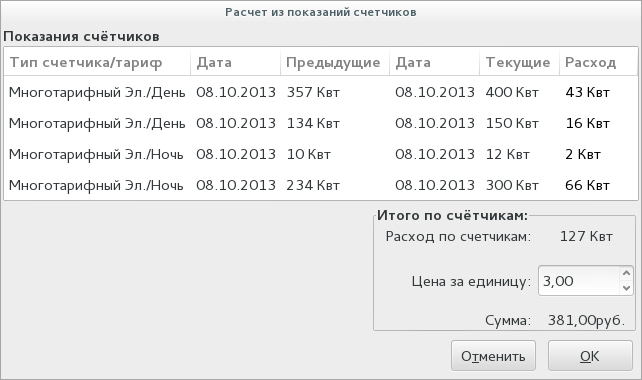 Расчет из показаний счетчиков
Показания счётчиков
Тип счетчика/тариф Дата Предыдущие Дата Текущие Расход
Многотарифный Эл./День 08.10.2013 357 Квт 08.10.2013 400 Квт 43 Квт
Многотарифный Эл./День 08.10.2013 134 Квт 08.10.2013 150 Квт 16 Квт
Многотарифный Эл./Ночь 08.10.2013 10 Квт 08.10.2013 12 Квт 2 Квт
Многотарифный Эл./Ночь 08.10.2013 234 Квт 08.10.2013 300 Квт 66 Квт
Итого по счётчикам:
Расход по счетчикам: 127 Квт
Цена за единицу: 3,00
Сумма: 381,00руб.
Отменить OK